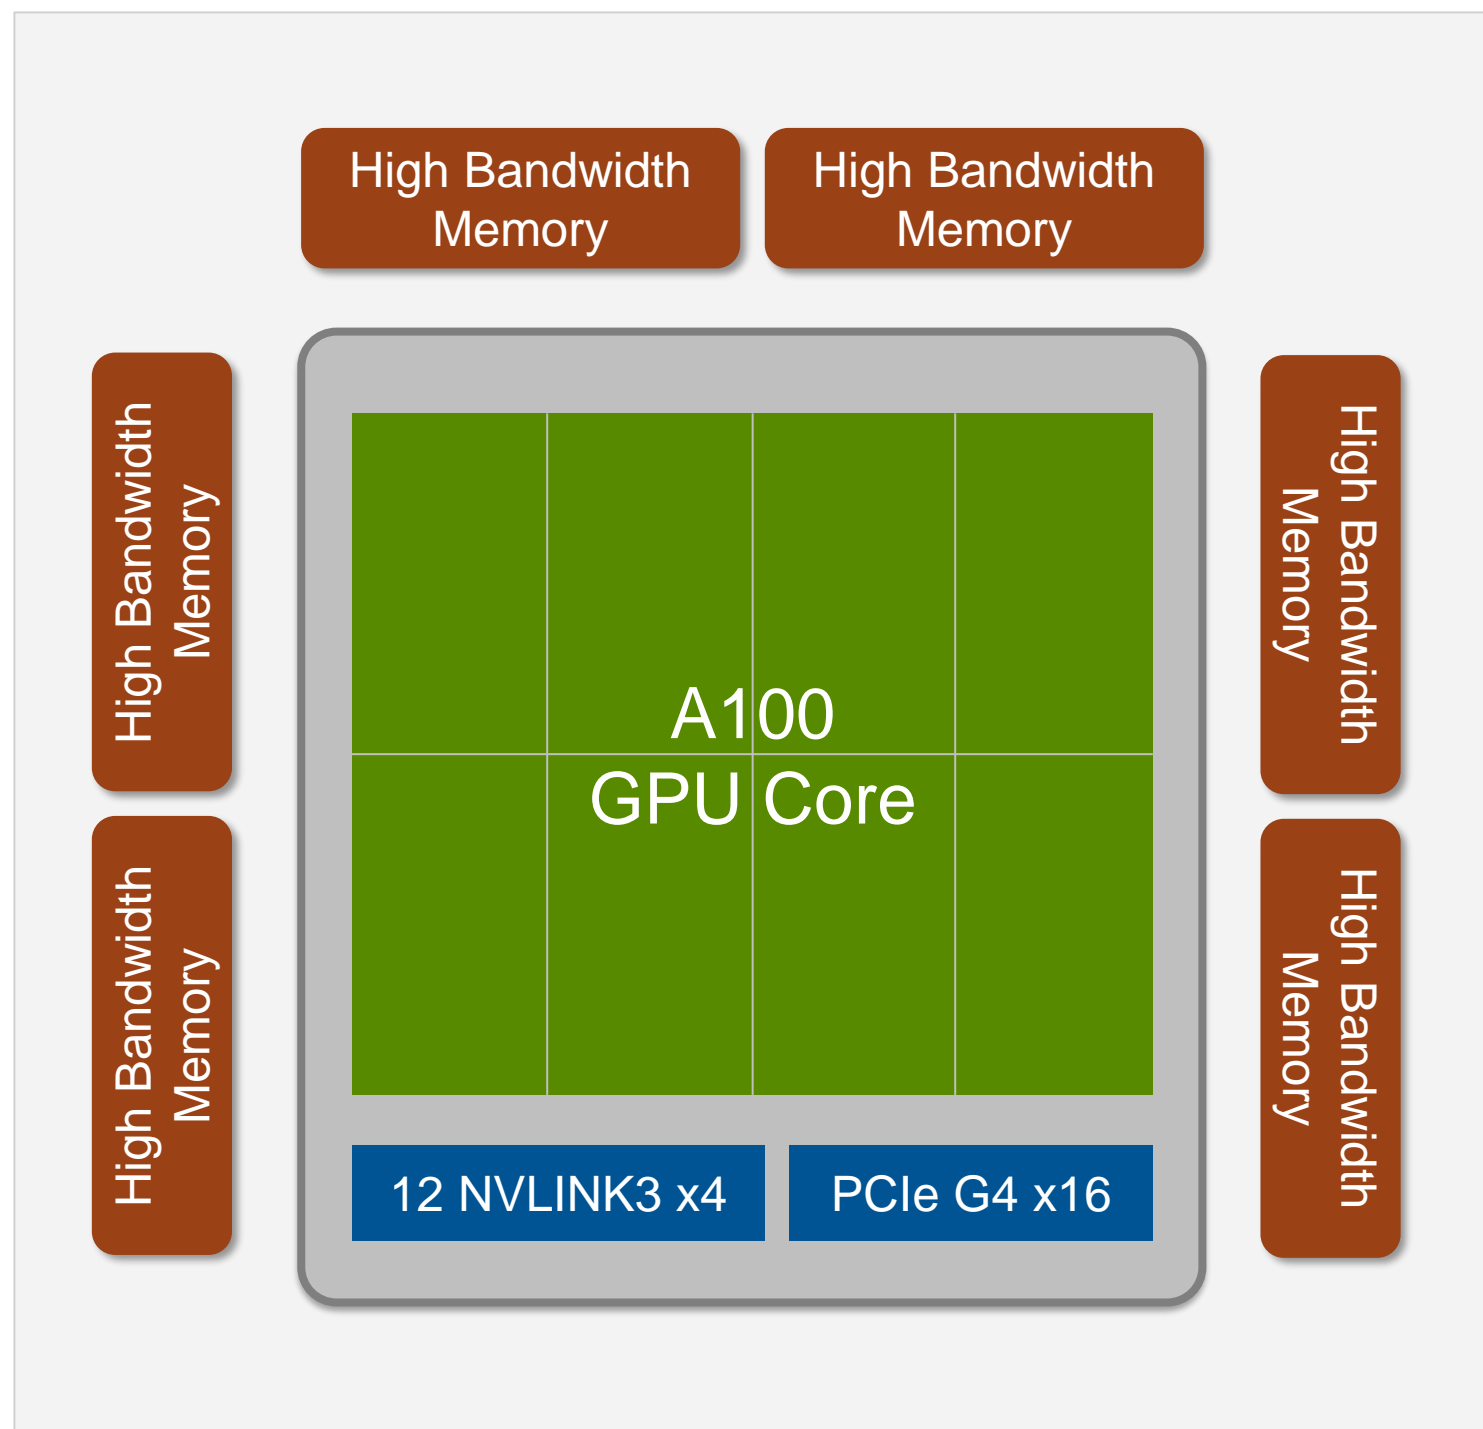 High Bandwidth
Memory
High Bandwidth
Memory
High Bandwidth
Memory
High Bandwidth
Memory
A100
GPU Core
High Bandwidth
Memory
High Bandwidth
Memory
12 NVLINK3 x4
PCIe G4 x16